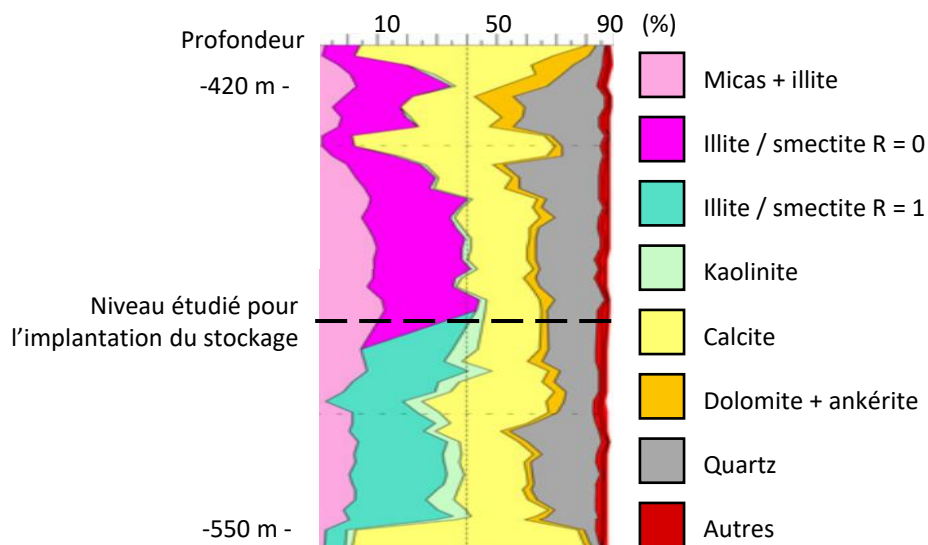 10 50 90 (%)
Profondeur
-420 m -
Niveau étudié pour
l’implantation du stockage
-550 m -
Micas + illite
Illite / smectite R = 0
Illite / smectite R = 1
Kaolinite
Calcite
Dolomite + ankérite
Quartz
Autres